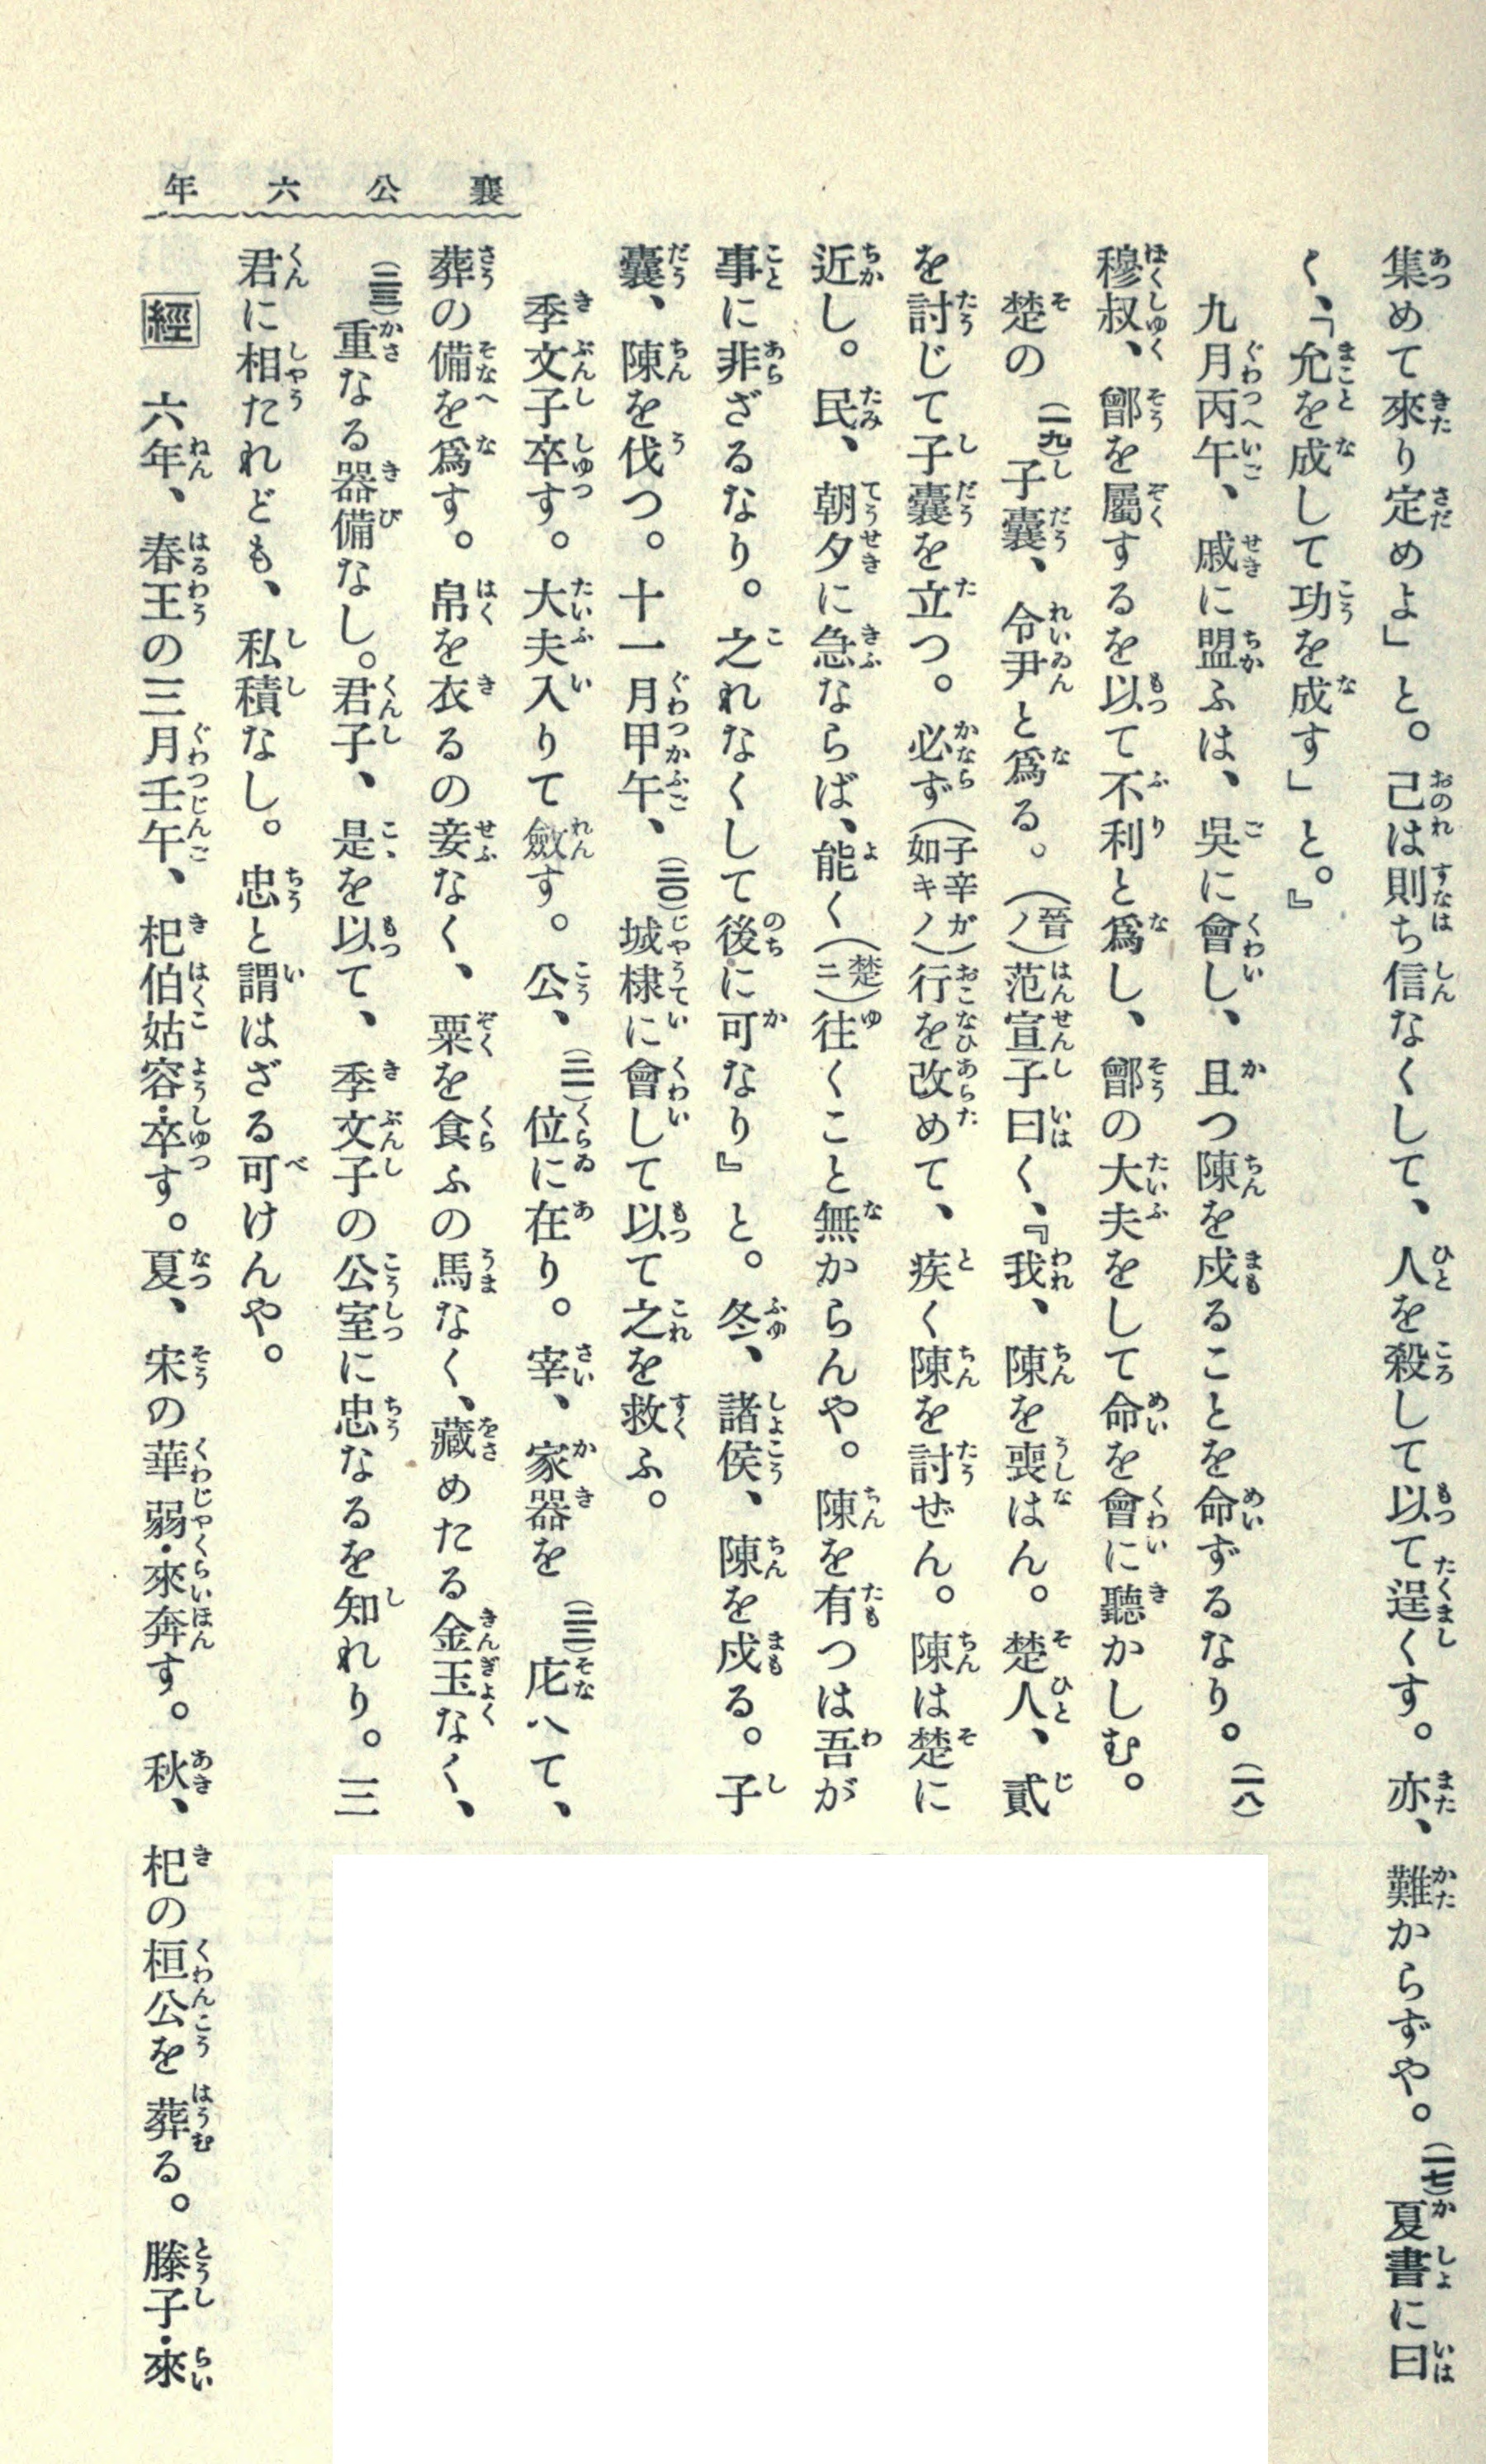 襄公六年
集めて來り定めよ」と。己は則ち信なくして、人を殺して以て逞くす。亦、難からずや。(一七)夏書に曰
く、「允を成して功を成す」と。』
九月丙午、戚に盟ふは、吳に會し、且つ陳を戍ることを命ずるなり。(一八)
穆叔、鄫を屬するを以て不利と爲し、鄫の大夫をして命を會に聽かしむ。
楚の(一九)子囊、令尹と爲る。(晉ノ)范宣子曰く、『我、陳を喪はん。楚人、貳
を討じて子囊を立つ。必ず(子辛ガ如キノ)行を改めて、疾く陳を討ぜん。陳は楚に
近し。民、朝夕に急ならば、能く(楚ニ)往くこと無からんや。陳を有つは吾が
事に非ざるなり。之れなくして後に可なり』と。冬、諸侯、陳を戍る。子
囊、陳を伐つ。十一月甲午、(二〇)城棣に會して以て之を救ふ。
季文子卒す。大夫入りて斂す。公、(二一)位に在り。宰、家器を(二二)庀へて、
葬の備を爲す。帛を衣るの妾なく、粟を食ふの馬なく、藏めたる金玉なく、
(二三)重なる器備なし。君子、是を以て、季文子の公室に忠なるを知れり。三
君に相たれども、私積なし。忠と謂はざる可けんや。
經 六年、春王の三月壬午、杞伯姑容・卒す。夏、宋の華弱・來奔す。秋、杞の桓公を葬る。滕子・來